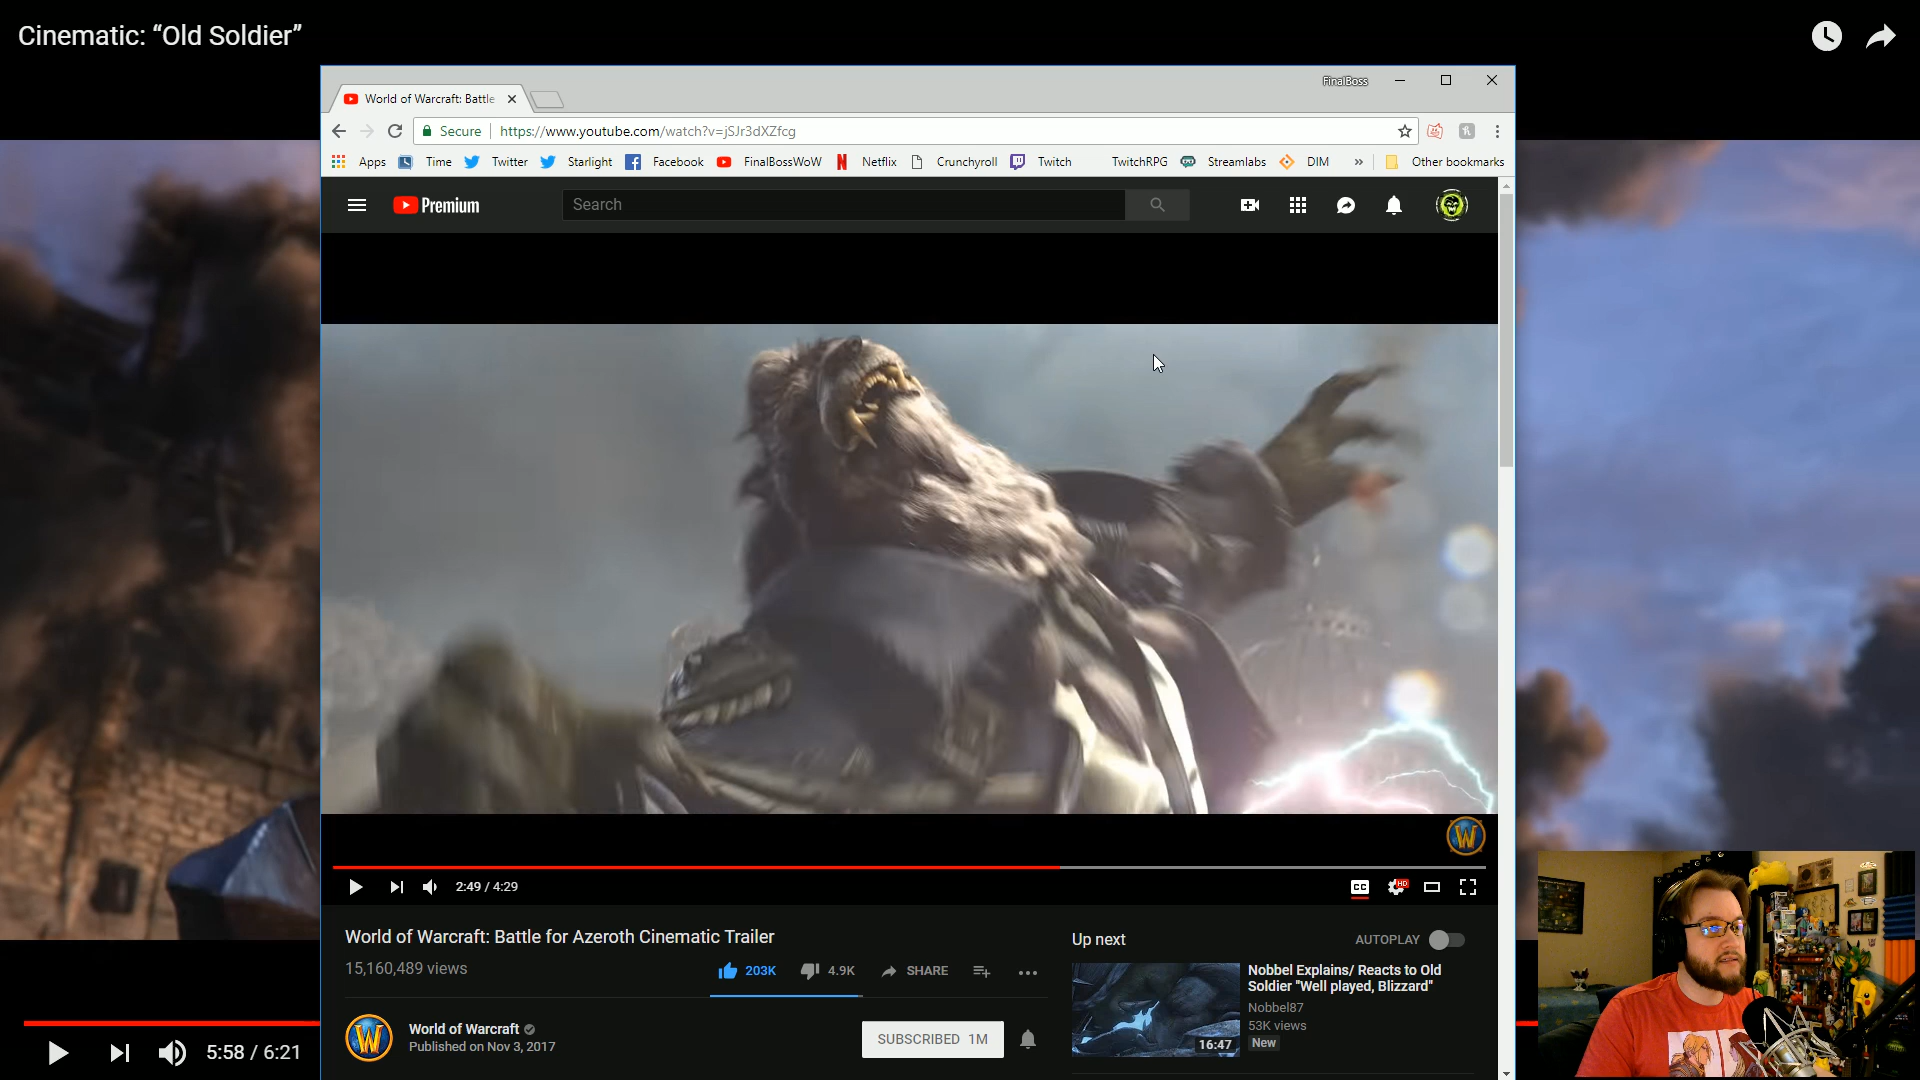 Cinematic: “Old Soldier”
FinalBoss
World of Warcraft: Battle
Secure https://www.youtube.com/watch?v=jSJr3dXZfcg
Apps Time Twitter Starlight Facebook FinalBossWoW Netflix Crunchyroll Twitch TwitchRPG Streamlabs DIM » Other bookmarks
Premium Search
W
2:49 / 4:29
CC HD
World of Warcraft: Battle for Azeroth Cinematic Trailer
15,160,489 views
203K 4.9K SHARE
W
World of Warcraft
Published on Nov 3, 2017
SUBSCRIBED 1M
Up next AUTOPLAY
Nobbel Explains/ Reacts to Old
Soldier "Well played, Blizzard"
Nobbel87
53K views
New
16:47
5:58 / 6:21